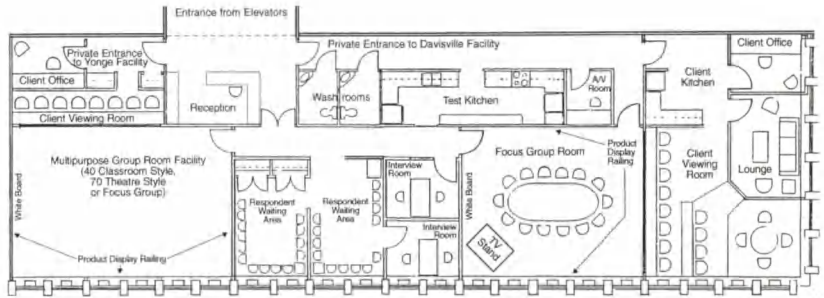 Entrance from Elevators
Private Entrance
to Yonge Facility
Private Entrance to Davisville Facility
Client Office
Client Office
Client
Kitchen
A/V
Room
Washrooms
Test Kitchen
Reception
Client Viewing Room
Multipurpose Group Room Facility
(40 Classroom Style,
70 Theatre Style
or Focus Group)
White Board
Product Display Railing
Respondent
Waiting
Area
Respondent
Waiting
Area
Interview
Room
Interview
Room
White Board
Focus Group Room
TV
Stand
Product
Display
Railing
Client
Viewing
Room
Lounge